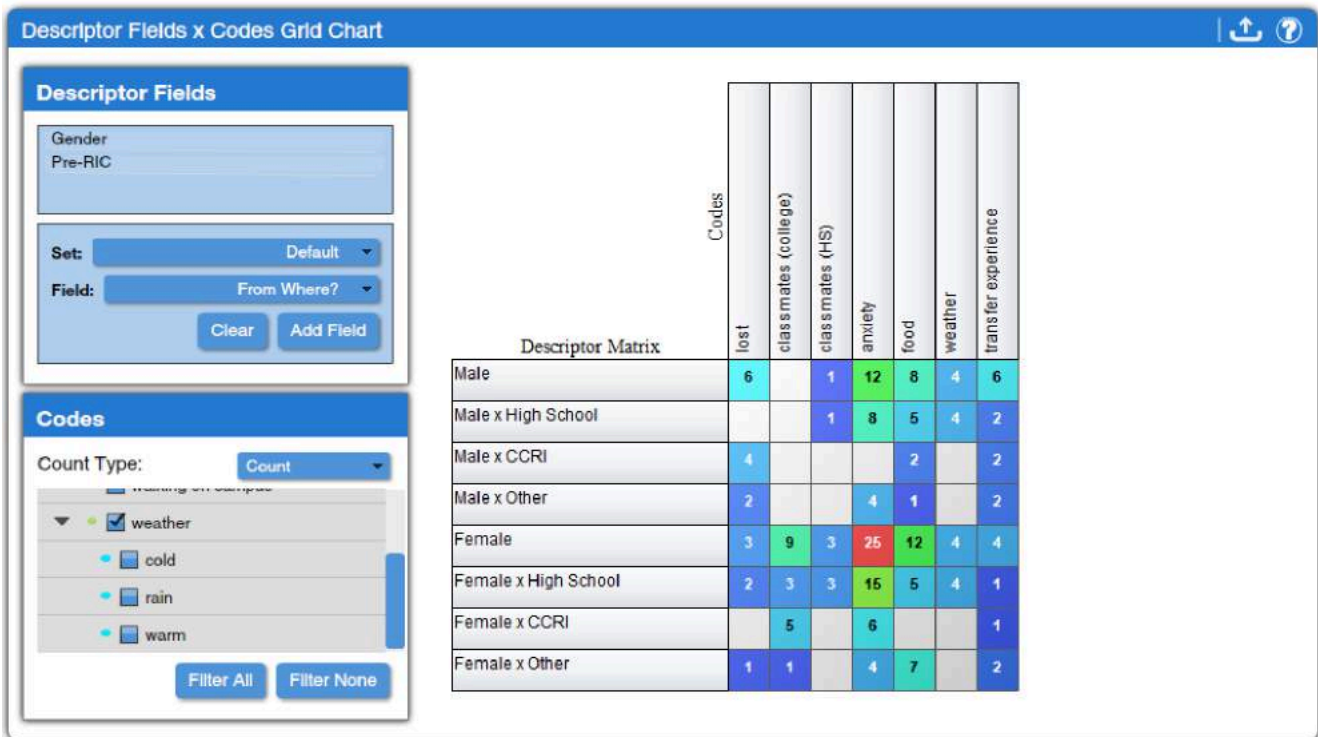 Descriptor Fields x Codes Grid Chart
Descriptor Fields
Gender
Pre-RIC
Set: Default
Field: From Where?
Clear Add Field
Codes
Count Type: Count
walking on campus
weather
cold
rain
warm
Filter All Filter None
Codes
lost
classmates (college)
classmates (HS)
anxiety
food
weather
transfer experience
Descriptor Matrix
Male 6 1 12 8 4 6
Male x High School 1 8 5 4 2
Male x CCRI 4 2 2
Male x Other 2 4 1 2
Female 3 9 3 25 12 4 4
Female x High School 2 3 3 15 5 4 1
Female x CCRI 5 6 1
Female x Other 1 1 4 7 2